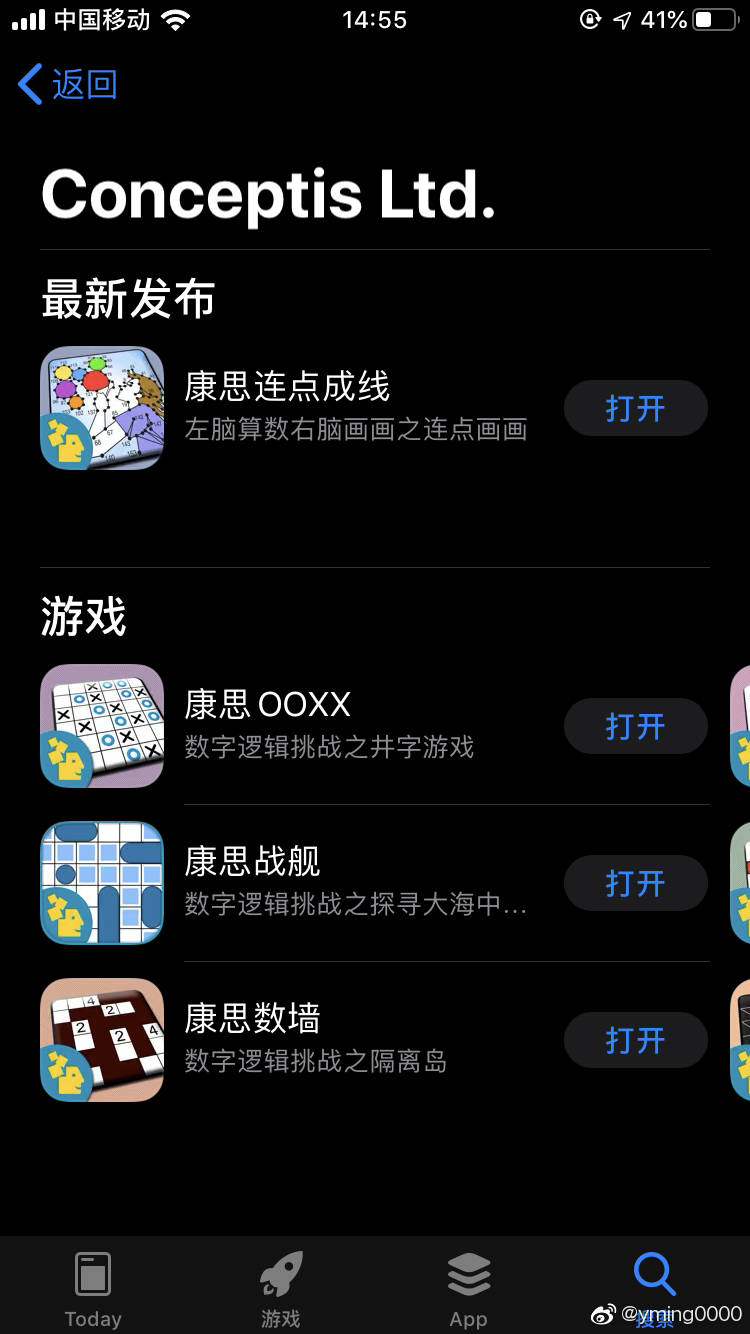 中国移动 14:55 41%
返回
Conceptis Ltd.
最新发布
康思连点成线
左脑算数右脑画画之连点画画
打开
游戏
康思OOXX
数字逻辑挑战之井字游戏
打开
康思战舰
数字逻辑挑战之探寻大海中…
打开
康思数墙
数字逻辑挑战之隔离岛
打开
Today 游戏 App 搜索
@yming0000